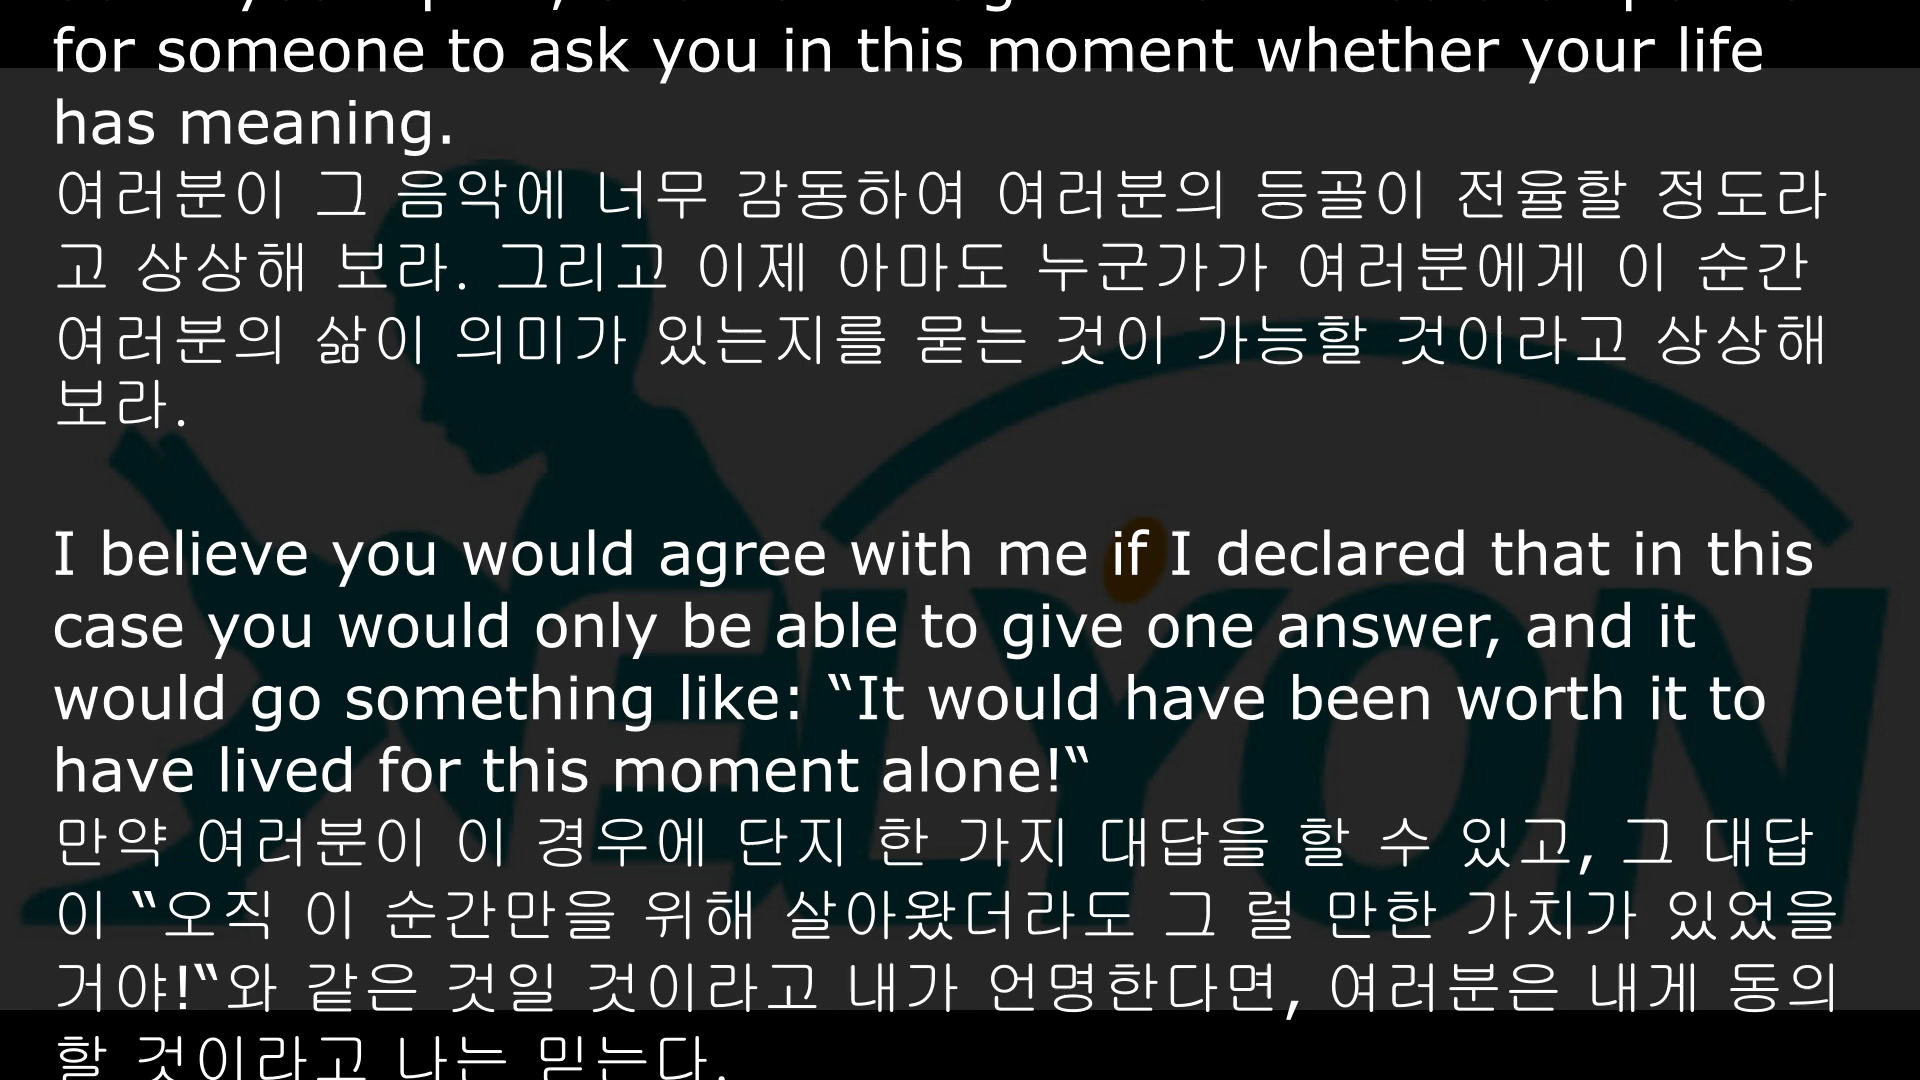 for someone to ask you in this moment whether your life
has meaning.
여러분이 그 음악에 너무 감동하여 여러분의 등골이 전율할 정도라
고 상상해 보라. 그리고 이제 아마도 누군가가 여러분에게 이 순간
여러분의 삶이 의미가 있는지를 묻는 것이 가능할 것이라고 상상해
보라.
I believe you would agree with me if I declared that in this
case you would only be able to give one answer, and it
would go something like: “It would have been worth it to
have lived for this moment alone!“
만약 여러분이 이 경우에 단지 한 가지 대답을 할 수 있고, 그 대답
이 “오직 이 순간만을 위해 살아왔더라도 그 럴 만한 가치가 있었을
거야!“와 같은 것일 것이라고 내가 언명한다면, 여러분은 내게 동의
할 것이라고 나는 믿는다.
ELYON